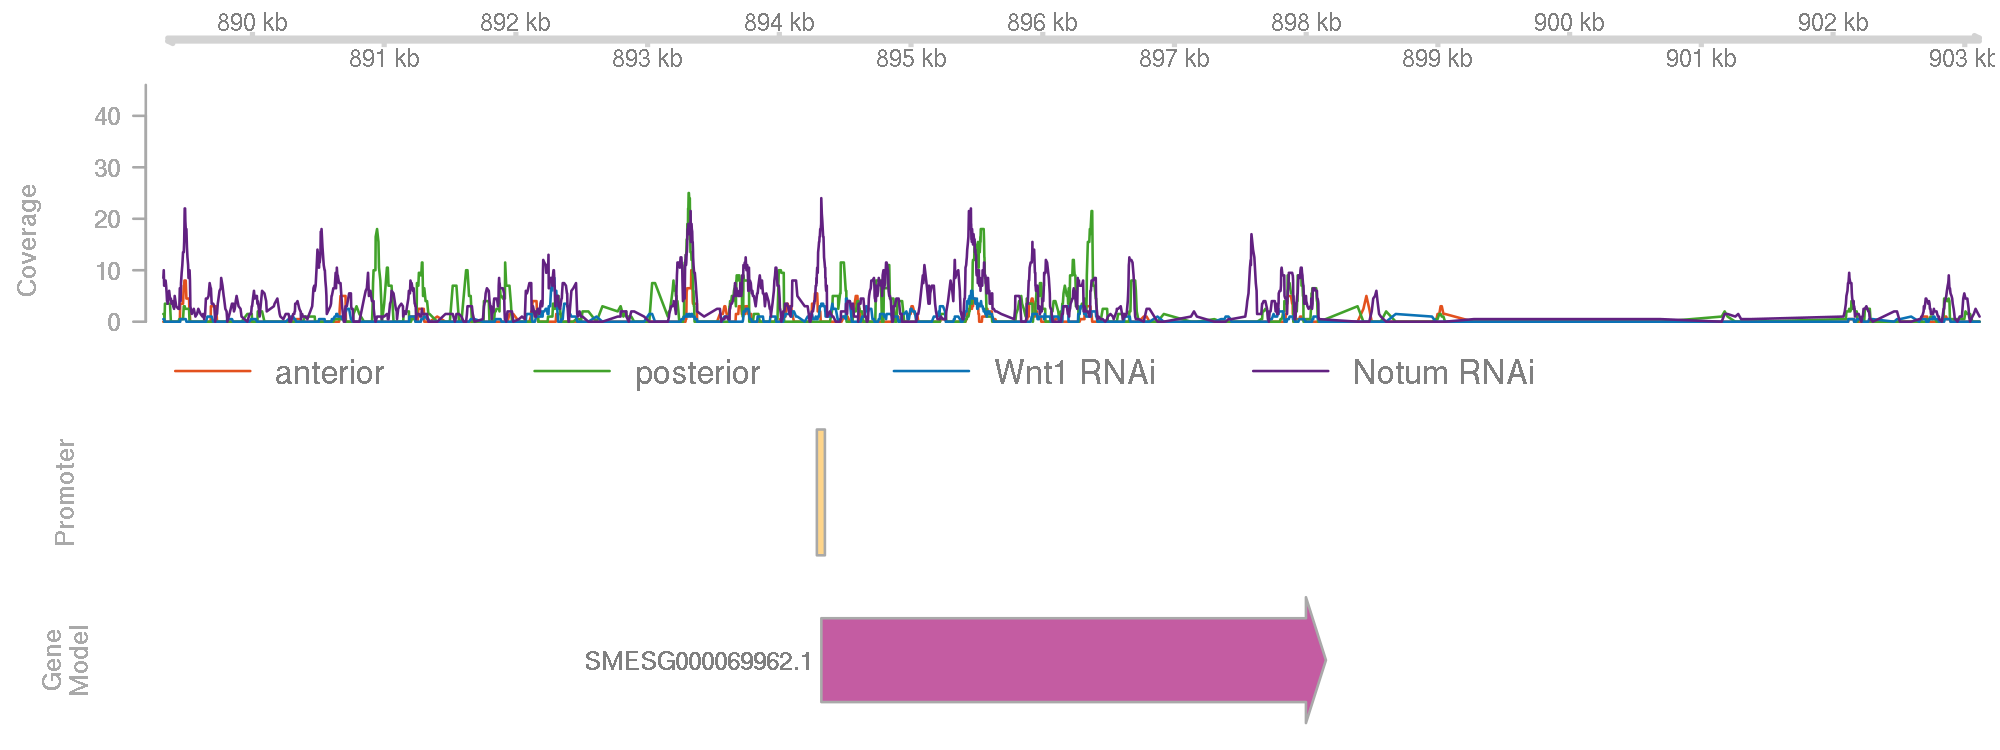 890 kb 892 kb 894 kb 896 kb 898 kb 900 kb 902 kb
891 kb 893 kb 895 kb 897 kb 899 kb 901 kb 903 kb
Coverage
40
30
20
10
0
anterior posterior Wnt1 RNAi Notum RNAi
Promoter
Gene
Model
SMESG000069962.1